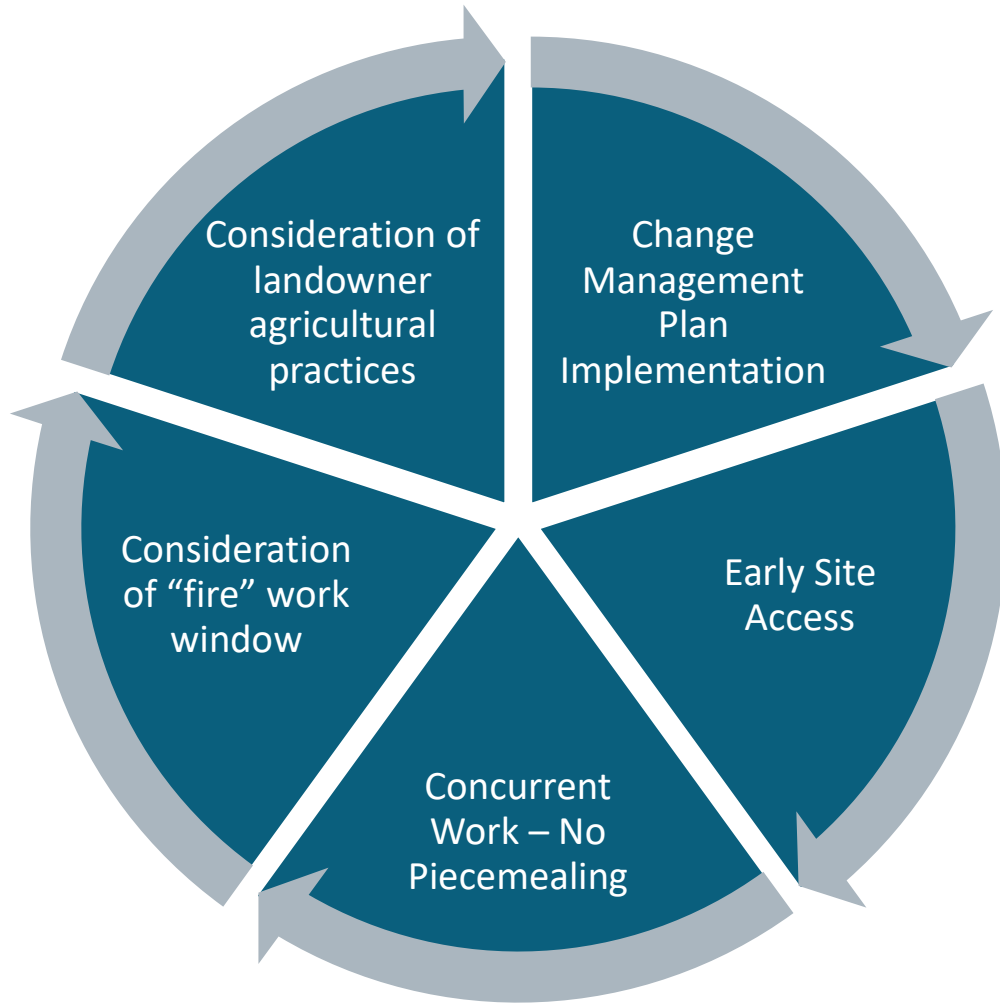 Change
Management
Plan
Implementation
Early Site
Access
Concurrent
Work – No
Piecemealing
Consideration
of “fire” work
window
Consideration of
landowner
agricultural
practices